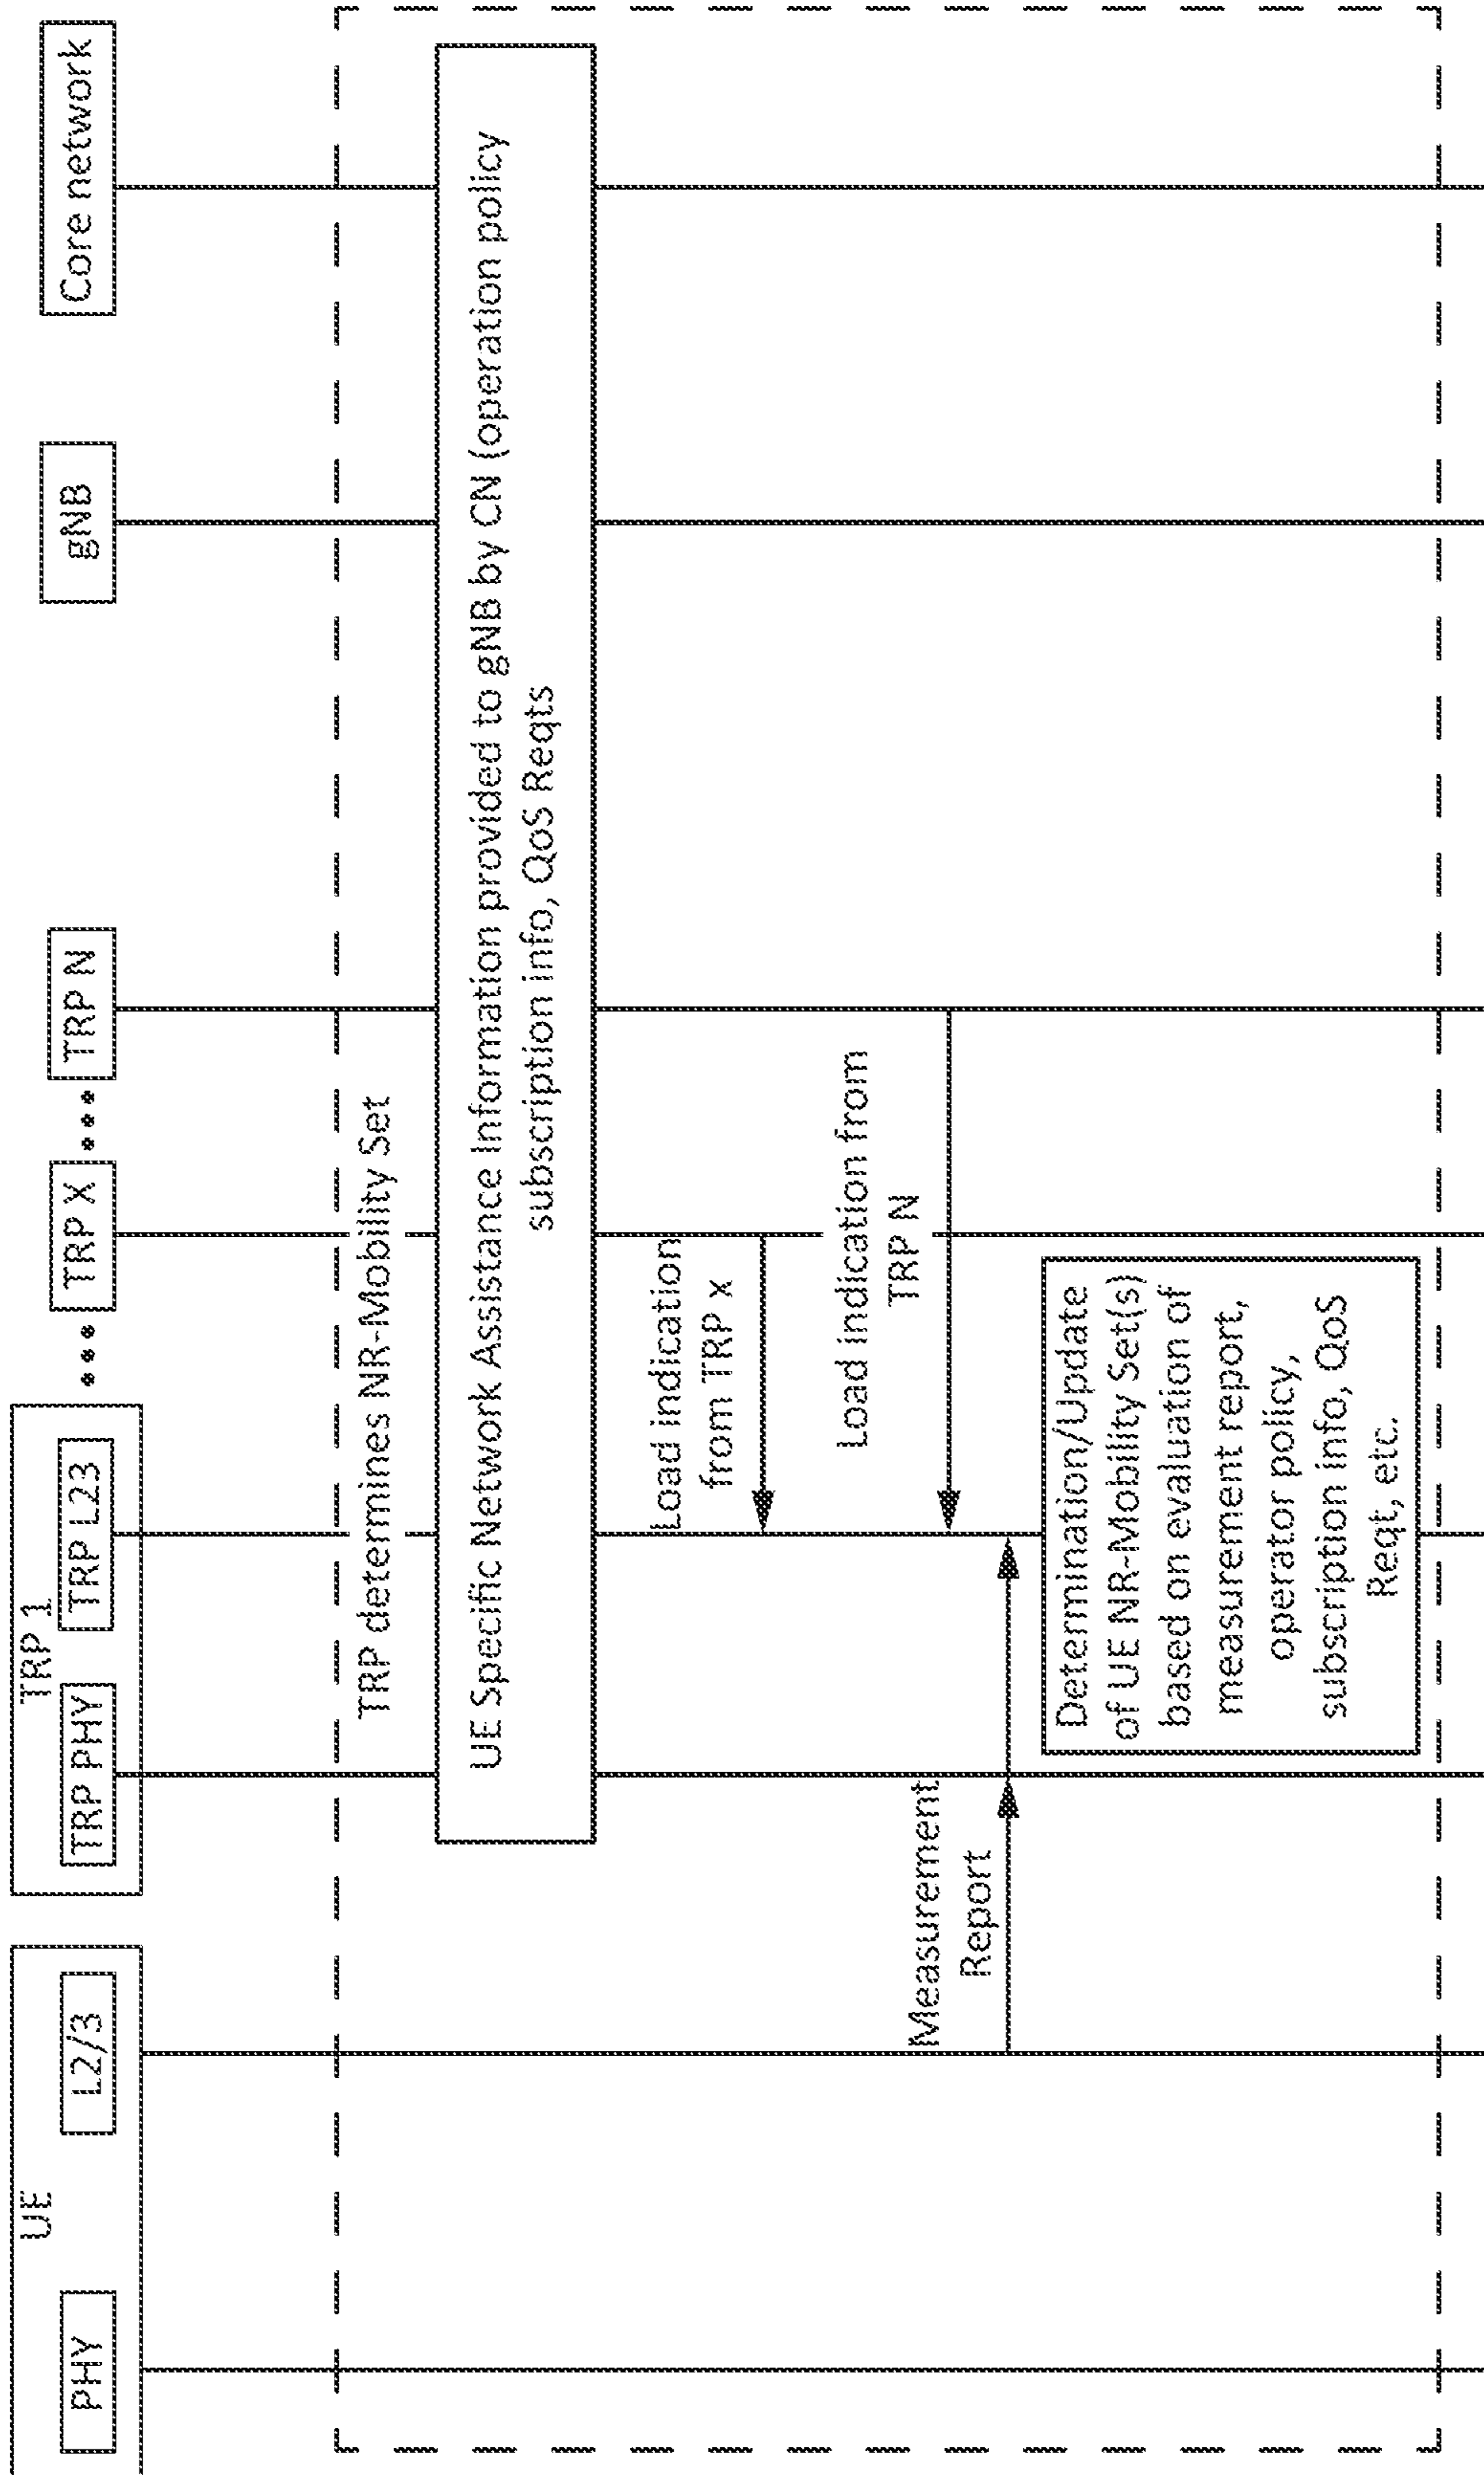 UE
PHY
L2/3
TRP 1
TRP PHY
TRP L23
TRP X
TRP N
gNB
Core network
TRP determines NR-Mobility Set
UE Specific Network Assistance Information provided to gNB by CN (operation policy
subscription info, QoS Reqts
Load indication
from TRP x
Load indication from
TRP N
Measurement
Report
Determination/Update
of UE NR-Mobility Set(s)
based on evaluation of
measurement report,
operator policy,
subscription info, QoS
Reqt, etc.